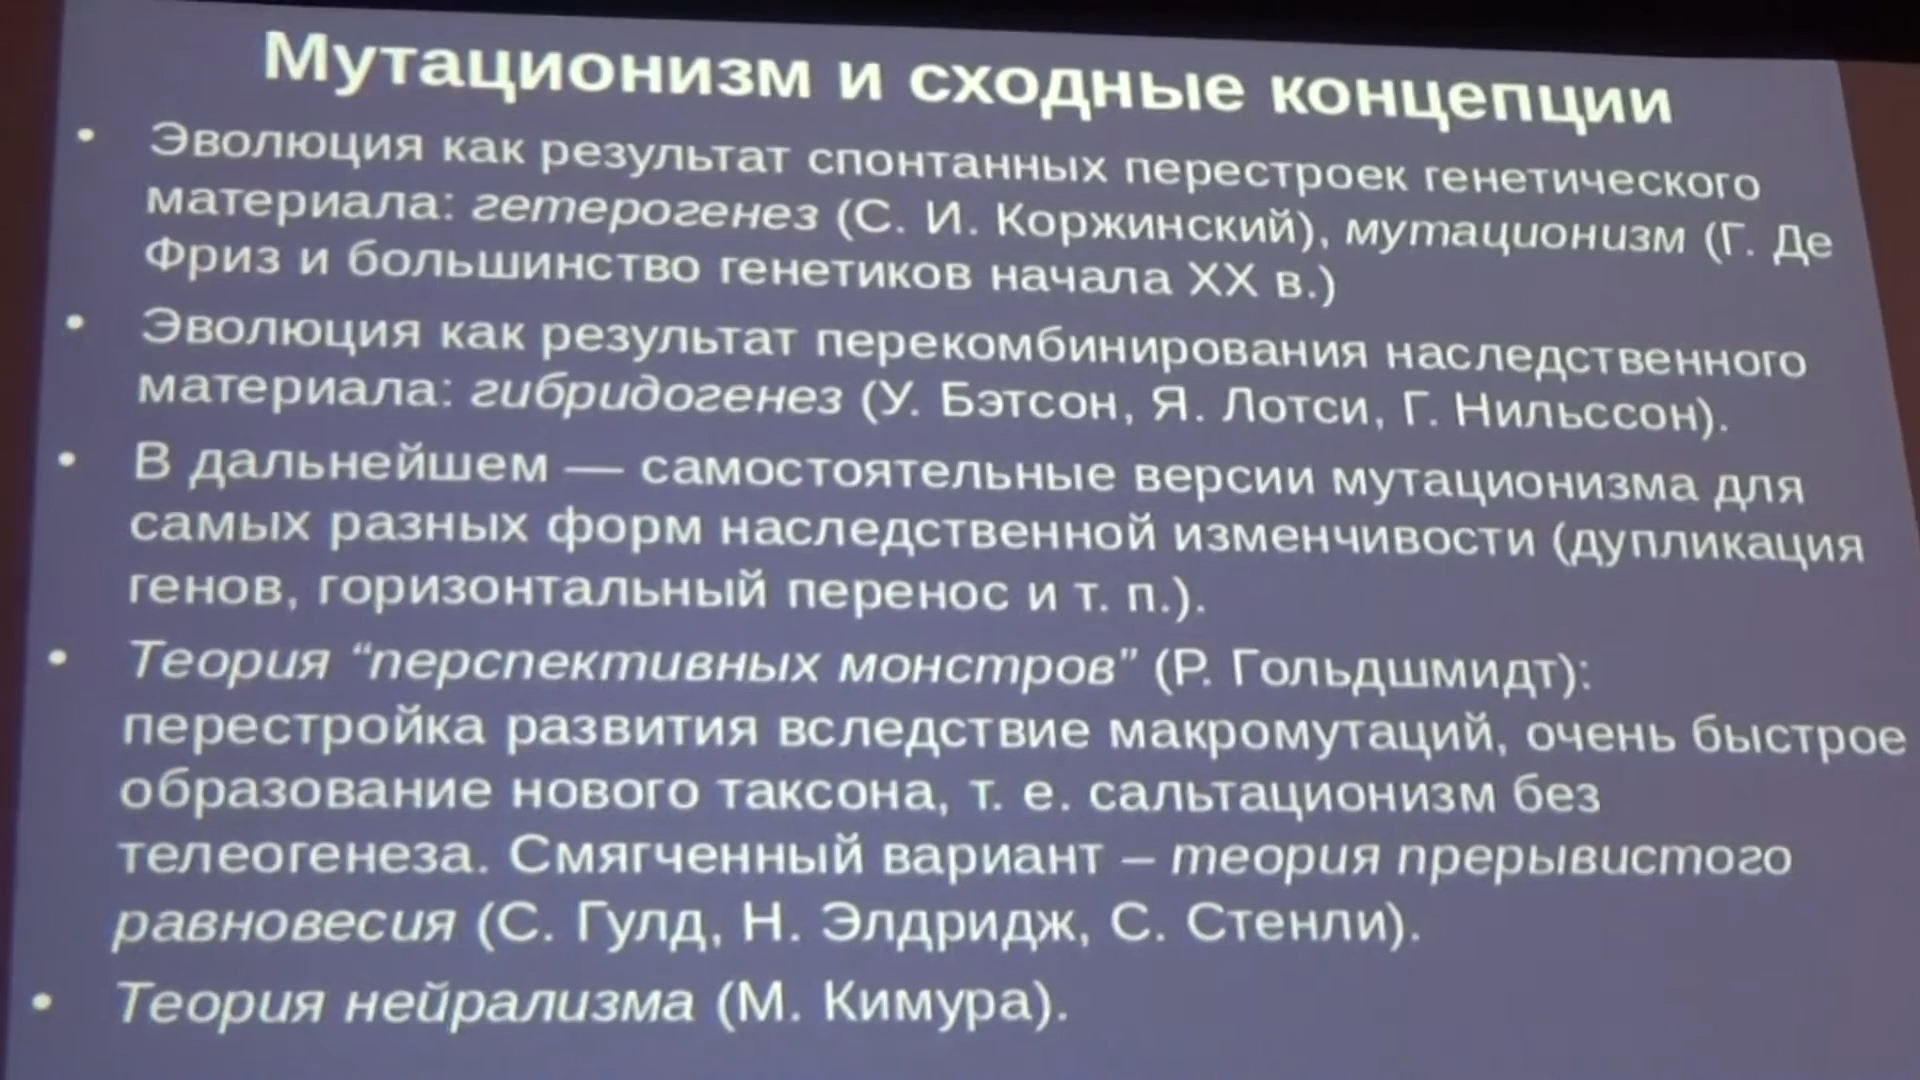 Мутационизм и сходные концепции
• Эволюция как результат спонтанных перестроек генетического
материала: гетерогенез (С. И. Коржинский), мутационизм (Г. Де
Фриз и большинство генетиков начала XX в.)
• Эволюция как результат перекомбинирования наследственного
материала: гибридогенез (У. Бэтсон, Я. Лотси, Г. Нильссон).
• В дальнейшем — самостоятельные версии мутационизма для
самых разных форм наследственной изменчивости (дупликация
генов, горизонтальный перенос и т. п.).
• Теория “перспективных монстров” (Р. Гольдшмидт):
перестройка развития вследствие макромутаций, очень быстрое
образование нового таксона, т. е. сальтационизм без
телеогенеза. Смягченный вариант – теория прерывистого
равновесия (С. Гулд, Н. Элдридж, С. Стенли).
• Теория нейрализма (М. Кимура).